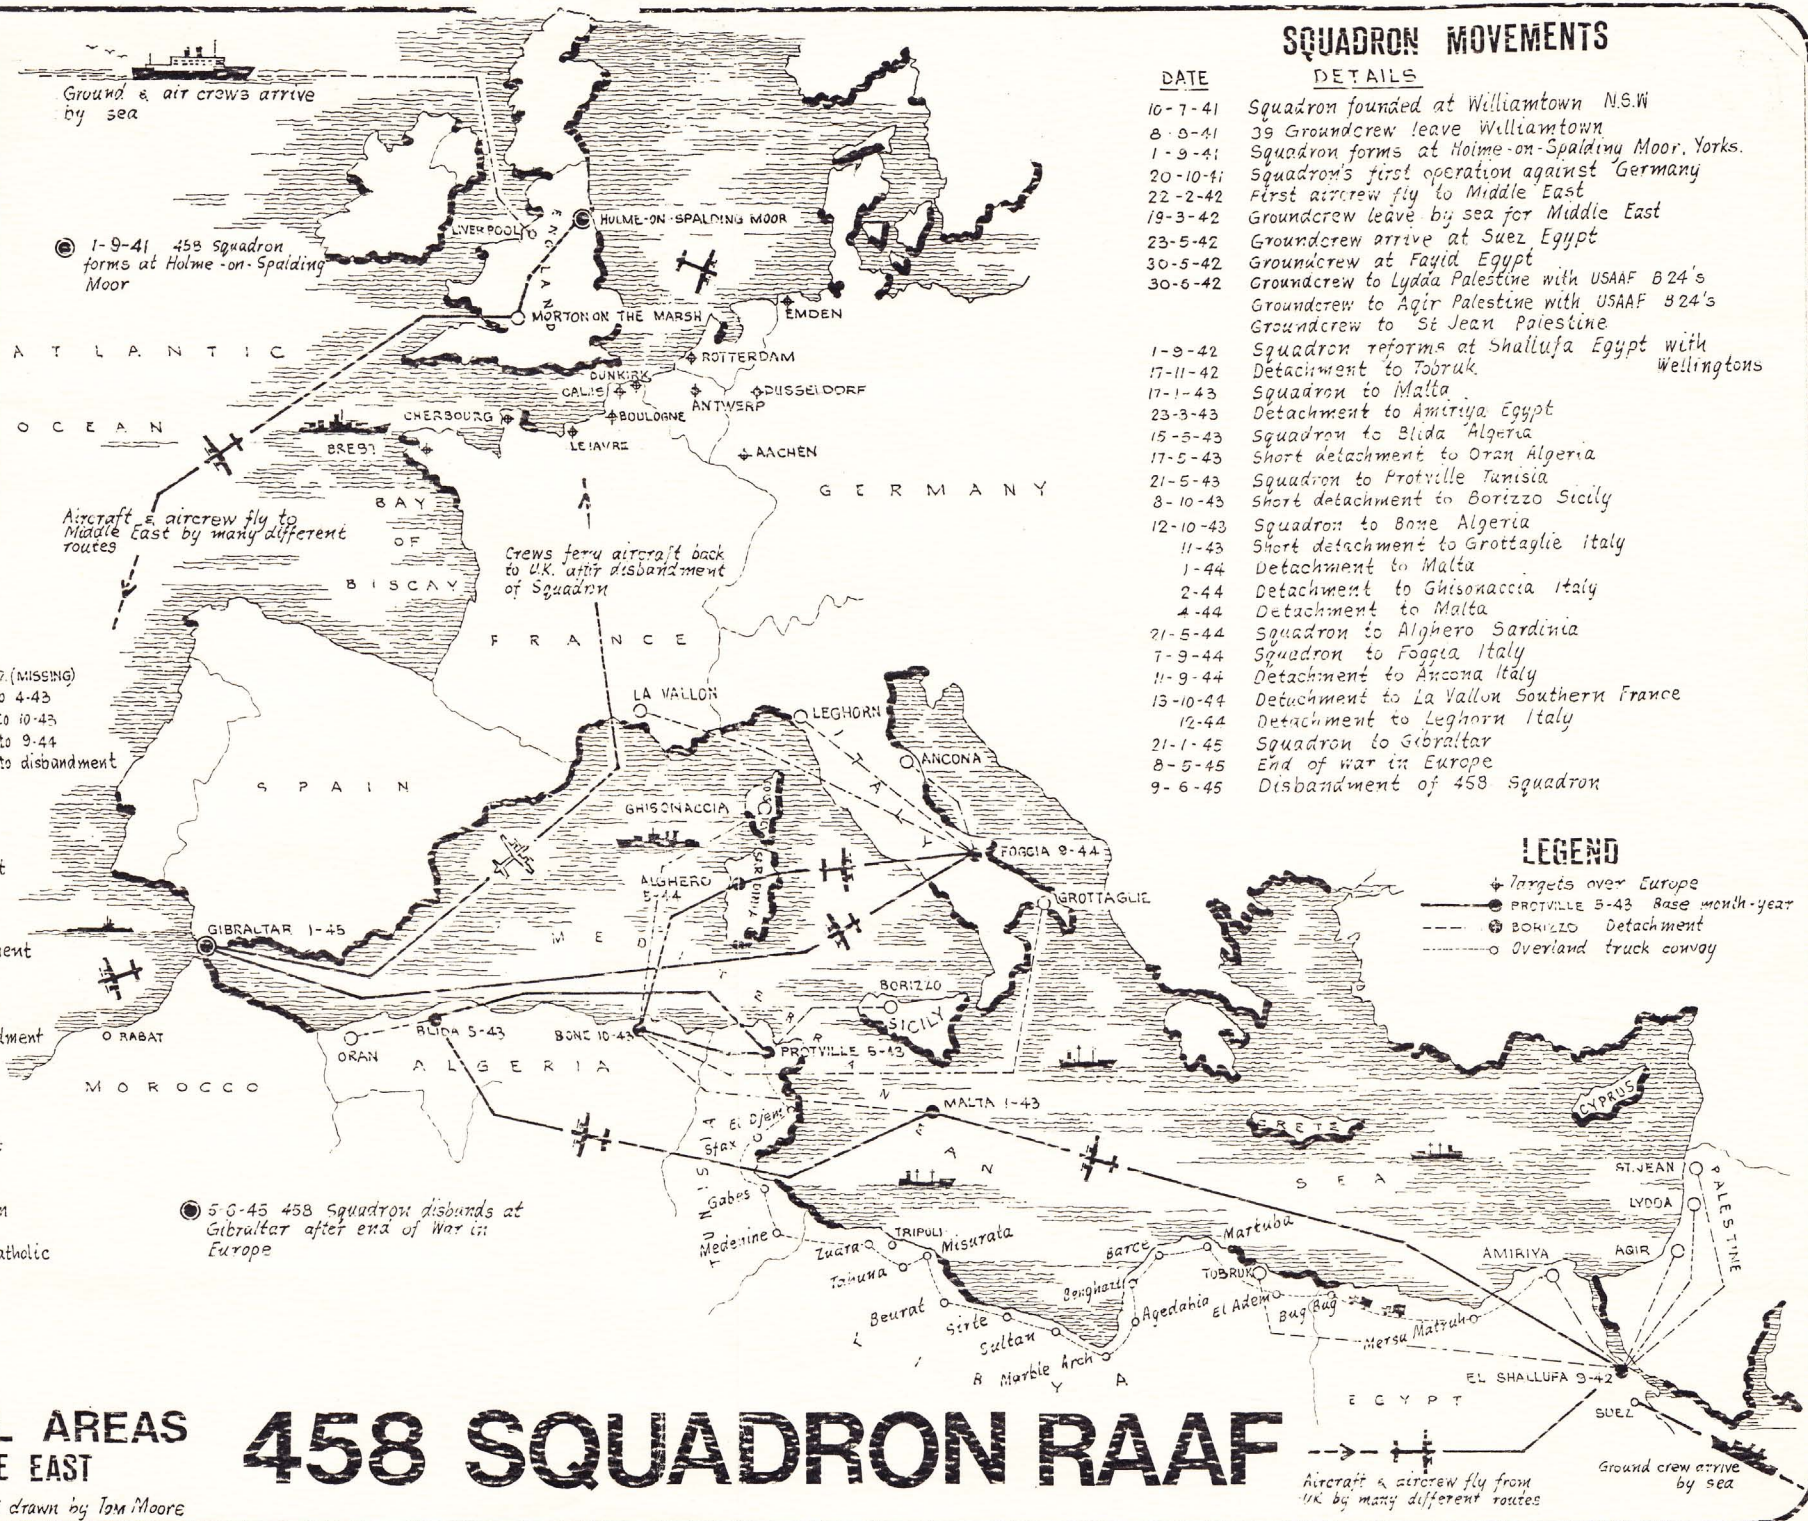 SQUADRON MOVEMENTS
DATE DETAILS
10-7-41 Squadron founded at Williamtown N.S.W
8-8-41 39 Groundcrew leave Williamtown
1-9-41 Squadron forms at Holme-on-Spalding Moor, Yorks.
20-10-41 Squadron's first operation against Germany
22-2-42 First aircrew fly to Middle East
19-3-42 Groundcrew leave by sea for Middle East
23-5-42 Groundcrew arrive at Suez Egypt
30-5-42 Groundcrew at Fayid Egypt
30-6-42 Groundcrew to Lydda Palestine with USAAF B24's
Groundcrew to Aqir Palestine with USAAF B24's
Groundcrew to St Jean Palestine
1-9-42 Squadron reforms at Shallufa Egypt with
Wellingtons
17-11-42 Detachment to Tobruk
17-1-43 Squadron to Malta
23-3-43 Detachment to Amiriya Egypt
15-5-43 Squadron to Blida Algeria
17-5-43 Short detachment to Oran Algeria
21-5-43 Squadron to Protville Tunisia
8-10-43 Short detachment to Borizzo Sicily
12-10-43 Squadron to Bone Algeria
11-43 Short detachment to Grottaglie Italy
1-44 Detachment to Malta
2-44 Detachment to Ghisonaccia Italy
4-44 Detachment to Malta
21-5-44 Squadron to Alghero Sardinia
7-9-44 Squadron to Foggia Italy
11-9-44 Detachment to Ancona Italy
13-10-44 Detachment to La Vallon Southern France
12-44 Detachment to Leghorn Italy
21-1-45 Squadron to Gibraltar
8-5-45 End of war in Europe
9-6-45 Disbandment of 458 Squadron
LEGEND
Targets over Europe
PROTVILLE 5-43 Base month-year
BORIZZO Detachment
Overland truck convoy
Ground & air crews arrive
by sea
1-9-41 458 Squadron
forms at Holme-on-Spalding
Moor
LIVERPOOL
ENGLAND
HOLME-ON-SPALDING MOOR
MORTON ON THE MARSH
EMDEN
ROTTERDAM
DUNKIRK
CALIS
DUSSELDORF
ANTWERP
BOULOGNE
CHERBOURG
LE HAVRE
BREST
AACHEN
ATLANTIC
OCEAN
GERMANY
BAY
OF
BISCAY
Aircraft & aircrew fly to
Middle East by many different
routes
Crews ferry aircraft back
to U.K. after disbandment
of Squadron
FRANCE
(MISSING)
4-43
to 10-43
to 9-44
to disbandment
SPAIN
LA VALLON
LEGHORN
ITALY
ANCONA
GHISONACCIA
CORSICA
ALGHERO
5-44
SARDINIA
FOGGIA 9-44
GROTTAGLIE
GIBRALTAR 1-45
MEDITERRANEAN
SEA
BORIZZO
SICILY
RABAT
ORAN
BLIDA 5-43
BONE 10-43
PROTVILLE 5-43
MOROCCO
ALGERIA
MALTA 1-43
CRETE
CYPRUS
TUNISIA
El Djem
Sfax
Gabes
Medenine
Zuara
TRIPOLI
Misurata
Tahuna
Beurat
Sirte
Sultan
Marble Arch
LIBYA
Agedabia
Benghazi
Barce
Martuba
TOBRUK
El Adem
Bug Bug
Mersa Matruh
AMIRIYA
ST. JEAN
LYDDA
AQIR
PALESTINE
EL SHALLUFA 9-42
SUEZ
EGYPT
5-6-45 458 Squadron disbands at
Gibraltar after end of War in
Europe
atholic
AREAS
EAST
drawn by Tom Moore
458 SQUADRON RAAF
Aircraft & aircrew fly from
UK by many different routes
Ground crew arrive
by sea